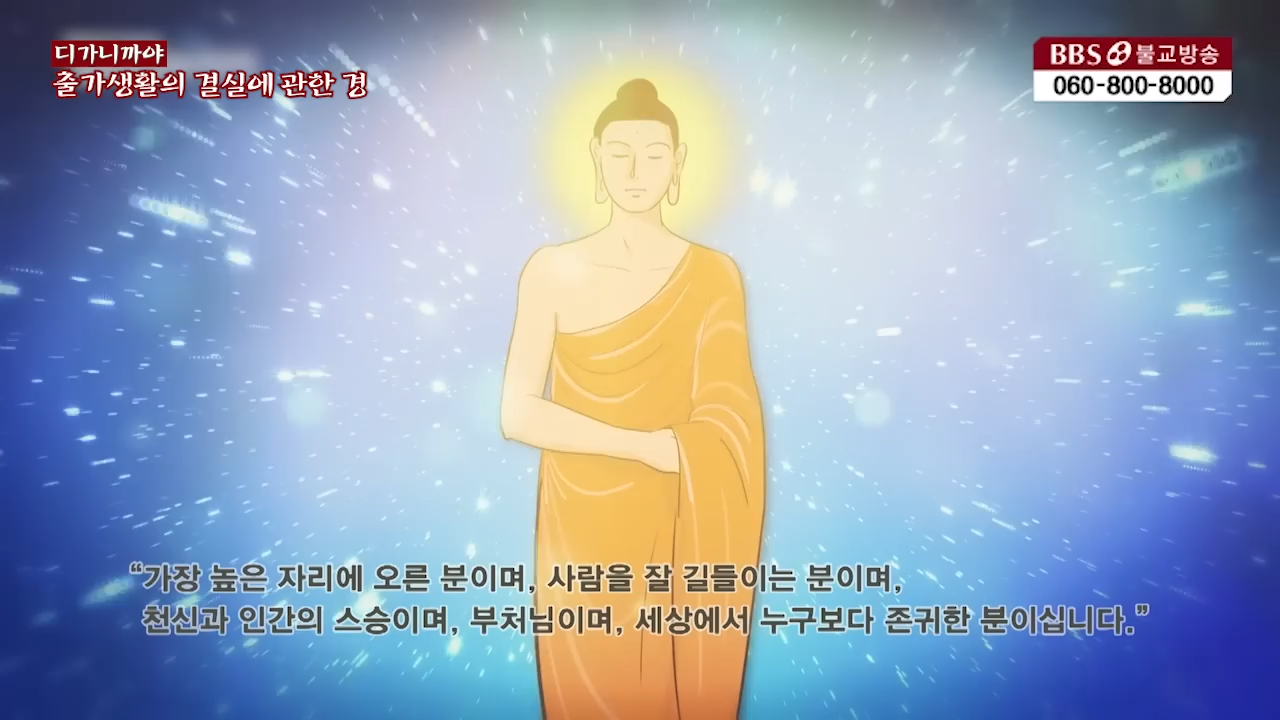 디가니까야
출가생활의 결실에 관한 경
BBS 불교방송
060-800-8000
“가장 높은 자리에 오른 분이며, 사람을 잘 길들이는 분이며,
천신과 인간의 스승이며, 부처님이며, 세상에서 누구보다 존귀한 분이십니다.”